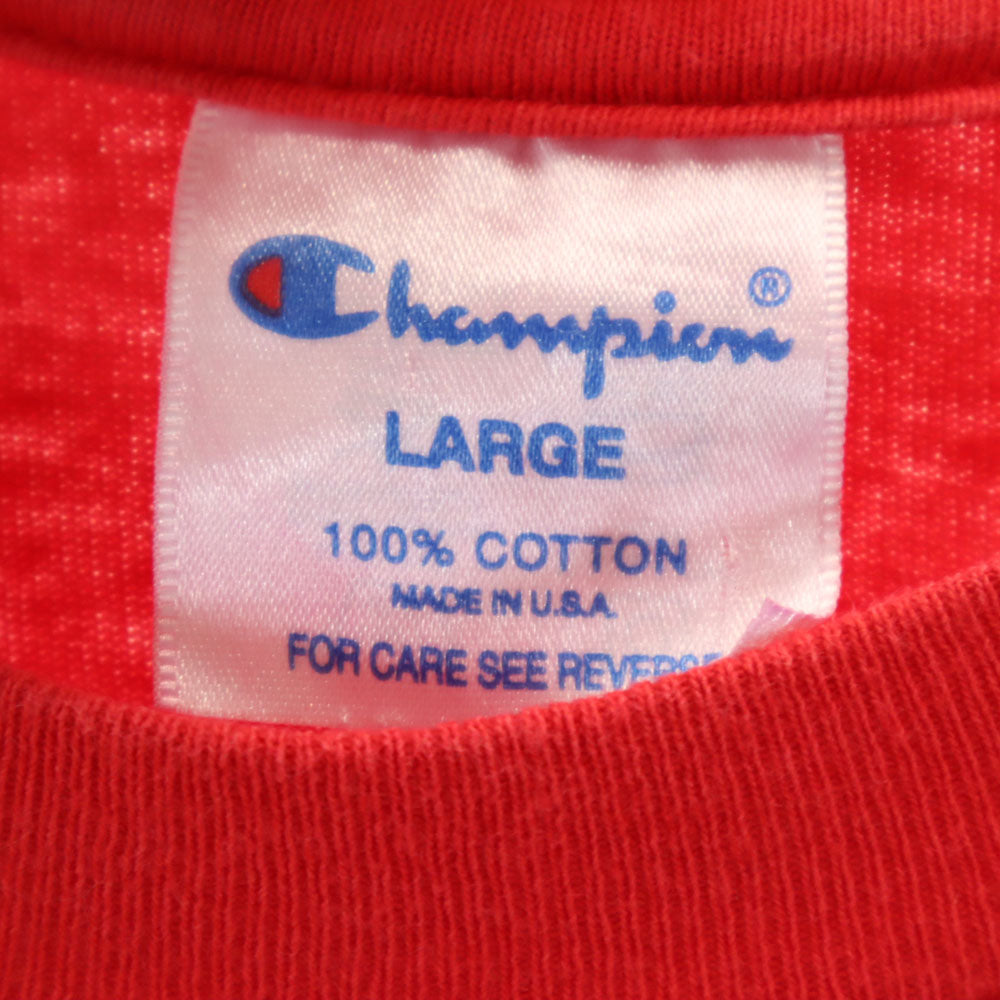 Champion®
LARGE
100% COTTON
MADE IN U.S.A.
FOR CARE SEE REVERSE